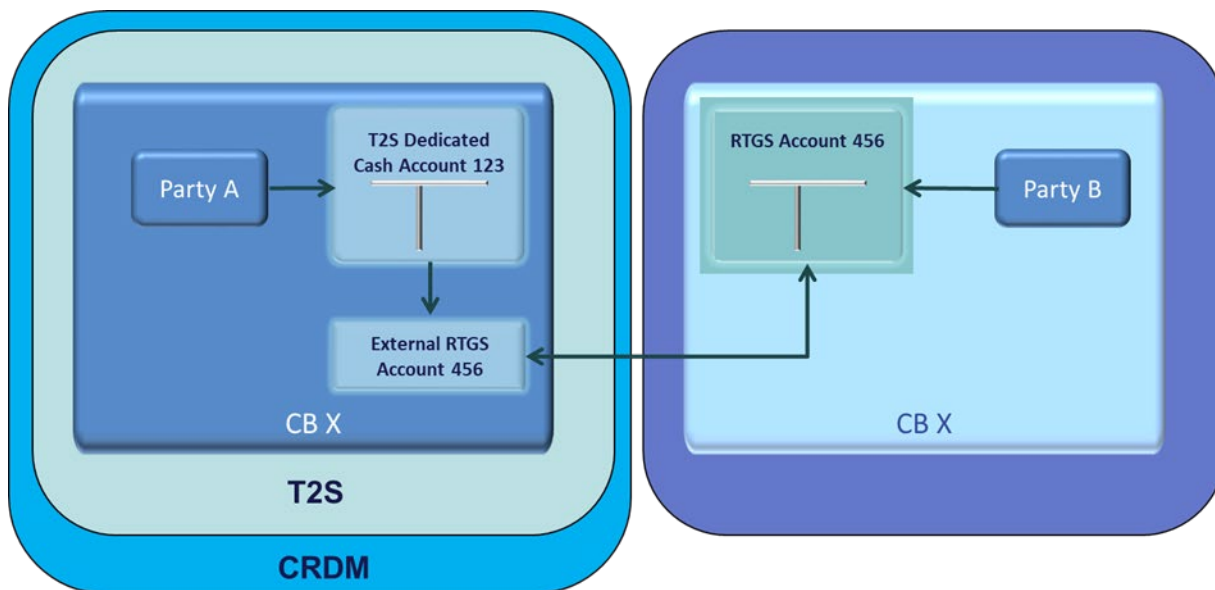 T2S Dedicated
Cash Account 123
Party A
External RTGS
Account 456
CB X
T2S
CRDM
RTGS Account 456
Party B
CB X